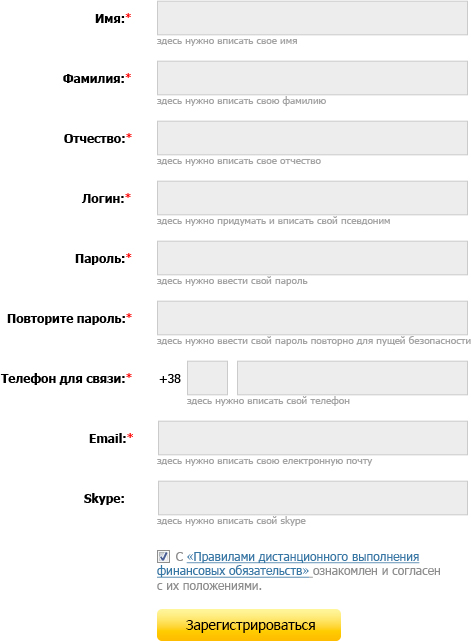 Имя:*
здесь нужно вписать свое имя
Фамилия:*
здесь нужно вписать свою фамилию
Отчество:*
здесь нужно вписать свое отчество
Логин:*
здесь нужно придумать и вписать свой псевдоним
Пароль:*
здесь нужно ввести свой пароль
Повторите пароль:*
здесь нужно ввести свой пароль повторно для пущей безопасности
Телефон для связи:* +38
здесь нужно вписать свой телефон
Email:*
здесь нужно вписать свою електронную почту
Skype:
здесь нужно вписать свой skype
С «Правилами дистанционного выполнения
финансовых обязательств» ознакомлен и согласен
с их положениями.
Зарегистрироваться